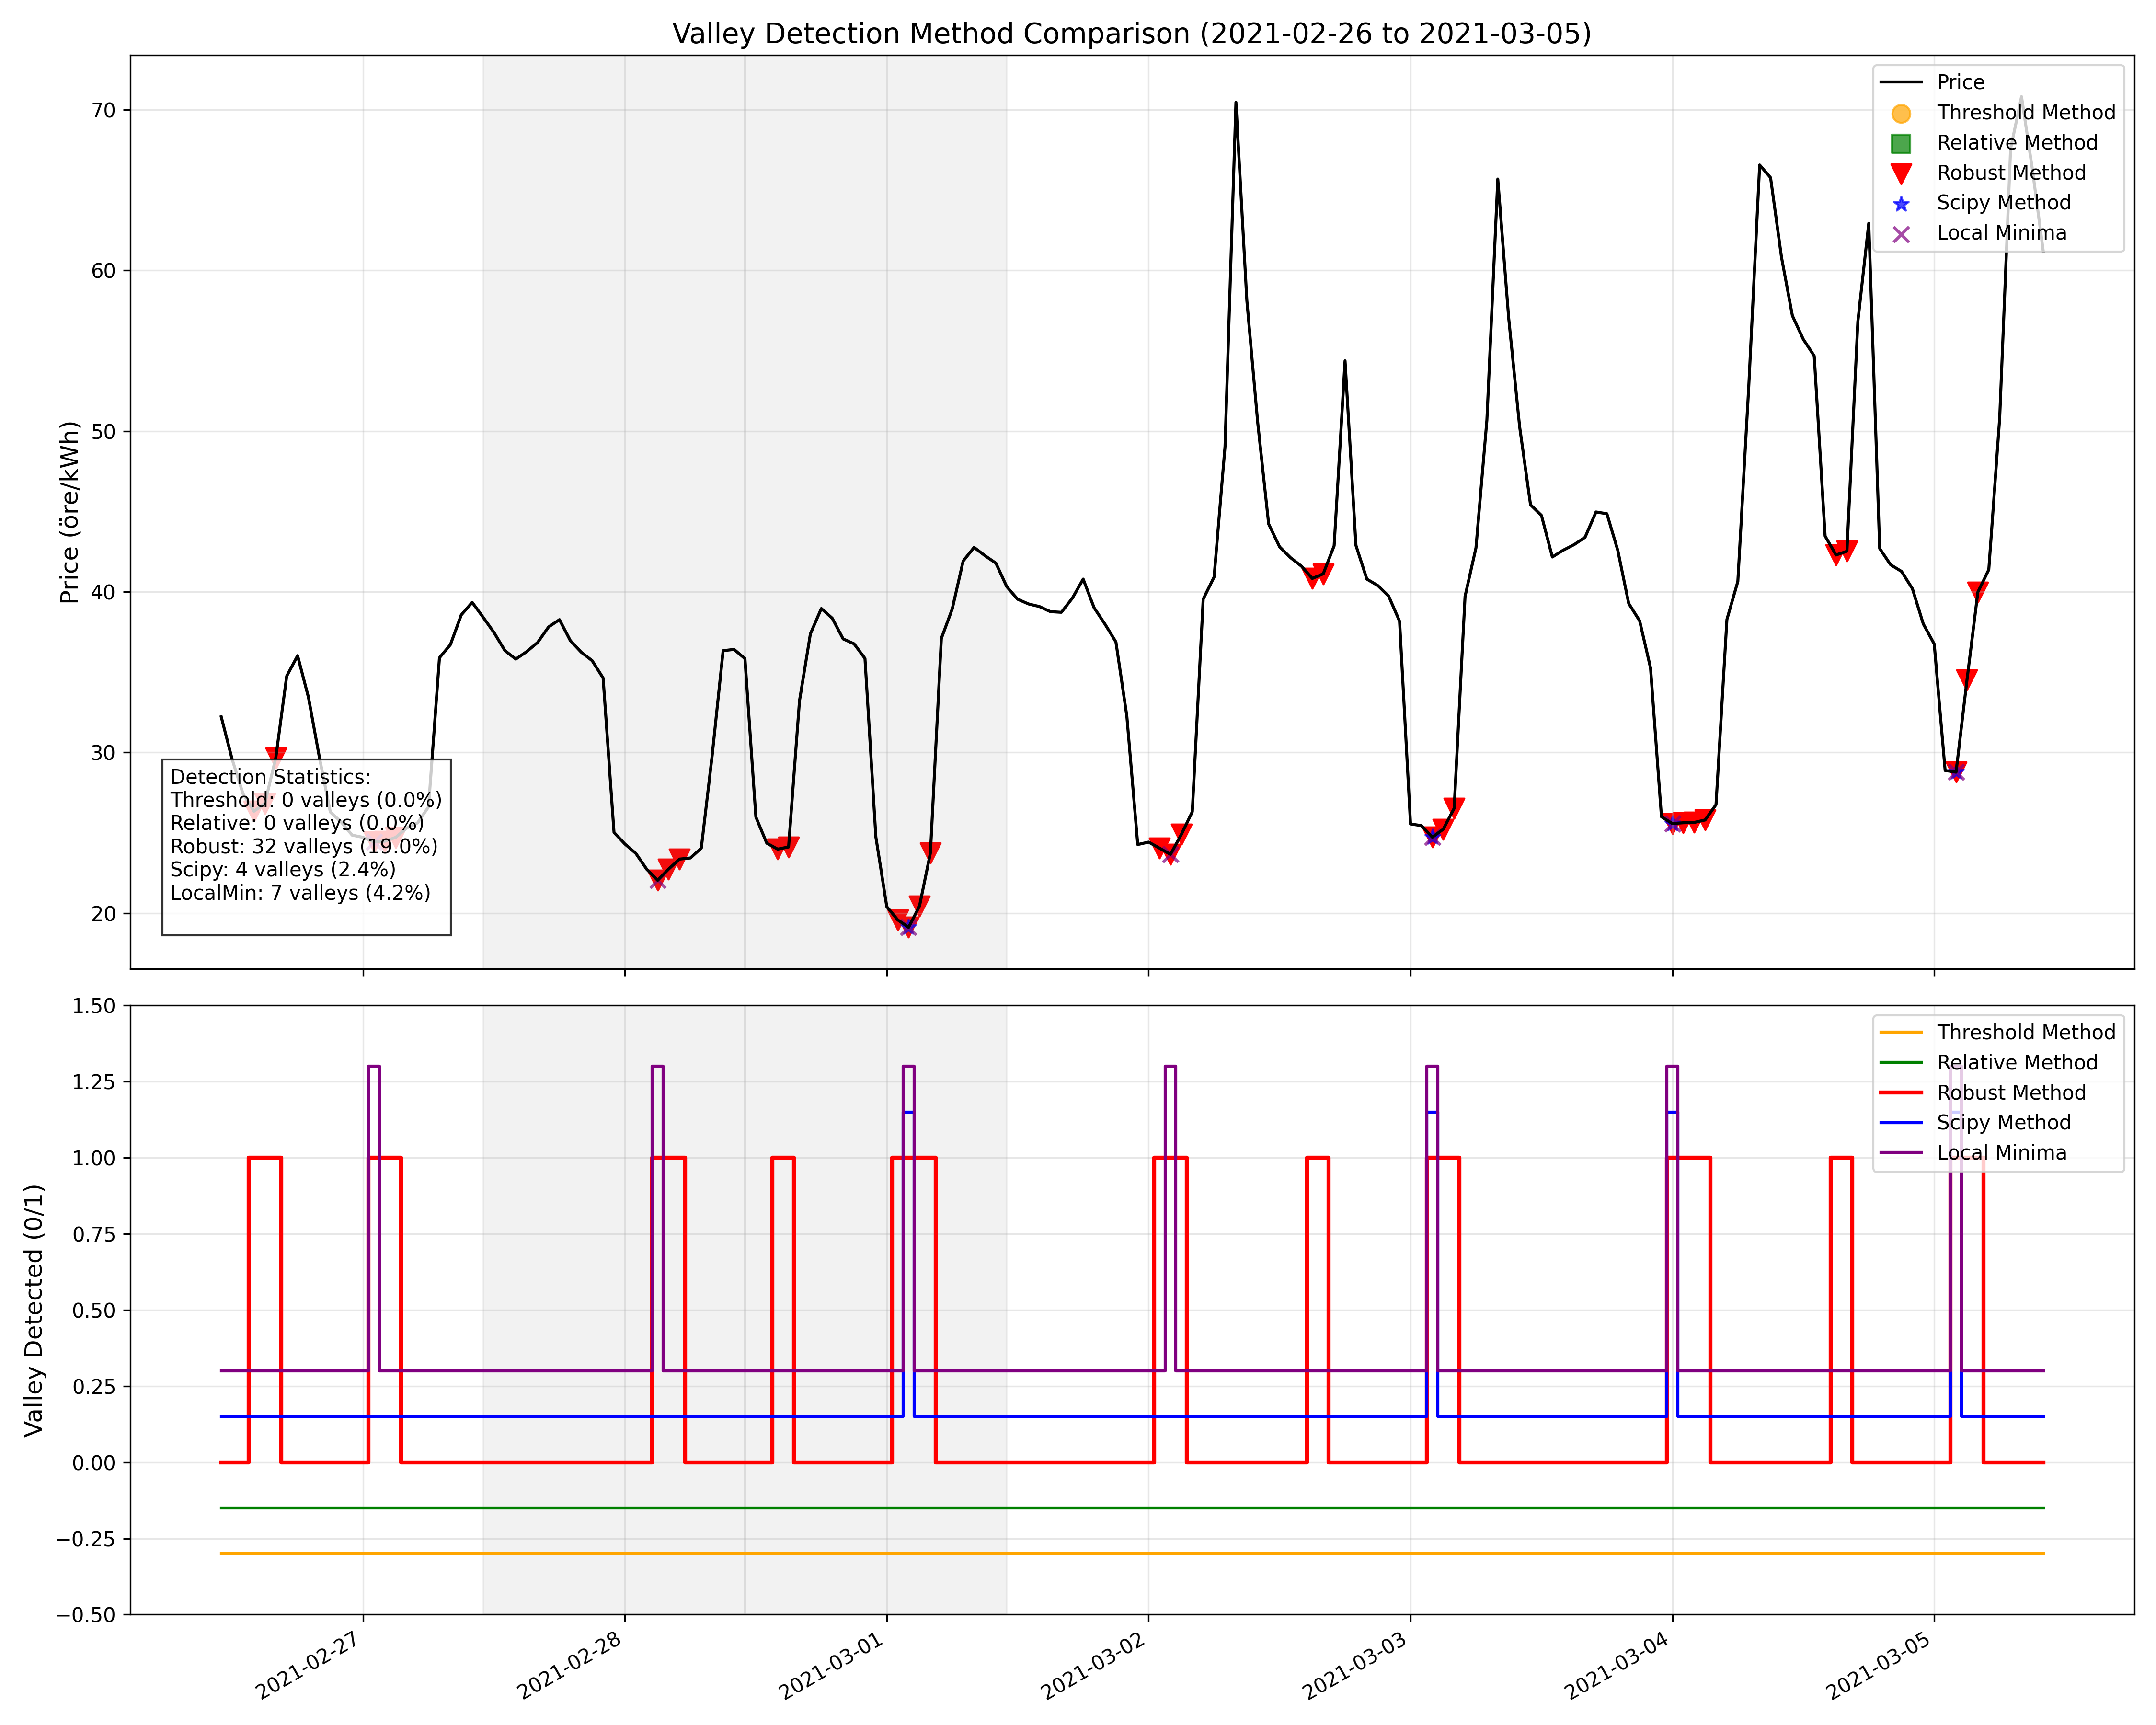 Valley Detection Method Comparison (2021-02-26 to 2021-03-05)
Price (öre/kWh)
70
60
50
40
30
20
Price
Threshold Method
Relative Method
Robust Method
Scipy Method
Local Minima
Detection Statistics:
Threshold: 0 valleys (0.0%)
Relative: 0 valleys (0.0%)
Robust: 32 valleys (19.0%)
Scipy: 4 valleys (2.4%)
LocalMin: 7 valleys (4.2%)
Valley Detected (0/1)
1.50
1.25
1.00
0.75
0.50
0.25
0.00
−0.25
−0.50
Threshold Method
Relative Method
Robust Method
Scipy Method
Local Minima
2021-02-27
2021-02-28
2021-03-01
2021-03-02
2021-03-03
2021-03-04
2021-03-05